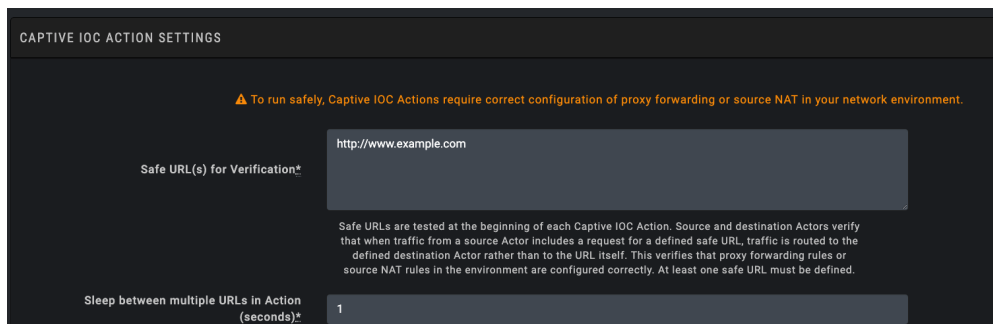 CAPTIVE IOC ACTION SETTINGS
To run safely, Captive IOC Actions require correct configuration of proxy forwarding or source NAT in your network environment.
http://www.example.com
Safe URL(s) for Verification*
Safe URLs are tested at the beginning of each Captive IOC Action. Source and destination Actors verify
that when traffic from a source Actor includes a request for a defined safe URL, traffic is routed to the
defined destination Actor rather than to the URL itself. This verifies that proxy forwarding rules or
source NAT rules in the environment are configured correctly. At least one safe URL must be defined.
Sleep between multiple URLs in Action
(seconds)*
1